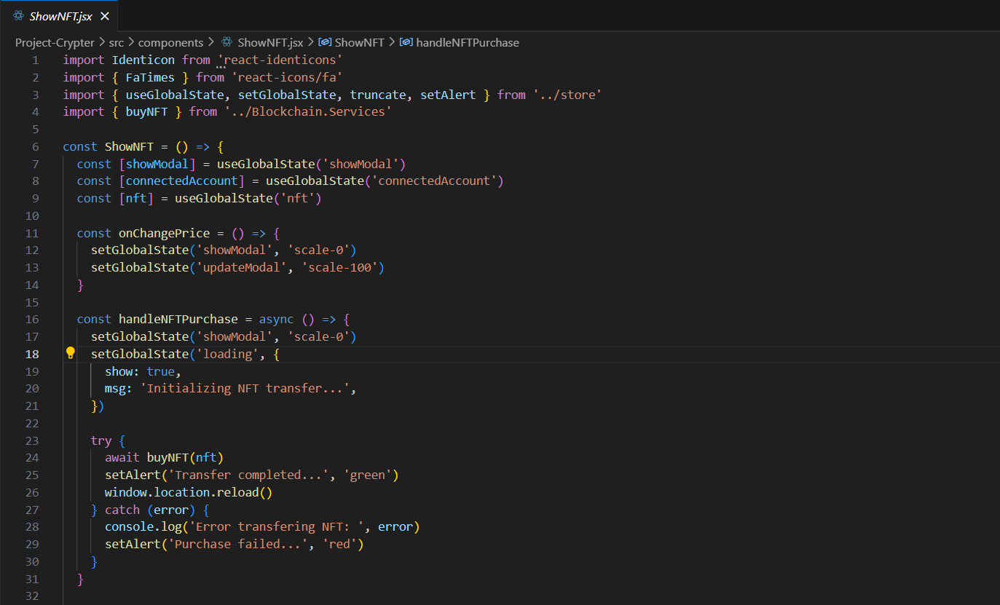 ShowNFT.jsx
Project-Crypter > src > components > ShowNFT.jsx > ShowNFT > handleNFTPurchase
1 import Identicon from 'react-identicons'
2 import { FaTimes } from 'react-icons/fa'
3 import { useGlobalState, setGlobalState, truncate, setAlert } from '../store'
4 import { buyNFT } from '../Blockchain.Services'
5
6 const ShowNFT = () => {
7 const [showModal] = useGlobalState('showModal')
8 const [connectedAccount] = useGlobalState('connectedAccount')
9 const [nft] = useGlobalState('nft')
10
11 const onChangePrice = () => {
12 setGlobalState('showModal', 'scale-0')
13 setGlobalState('updateModal', 'scale-100')
14 }
15
16 const handleNFTPurchase = async () => {
17 setGlobalState('showModal', 'scale-0')
18 setGlobalState('loading', {
19 show: true,
20 msg: 'Initializing NFT transfer...',
21 })
22
23 try {
24 await buyNFT(nft)
25 setAlert('Transfer completed...', 'green')
26 window.location.reload()
27 } catch (error) {
28 console.log('Error transfering NFT: ', error)
29 setAlert('Purchase failed...', 'red')
30 }
31 }
32